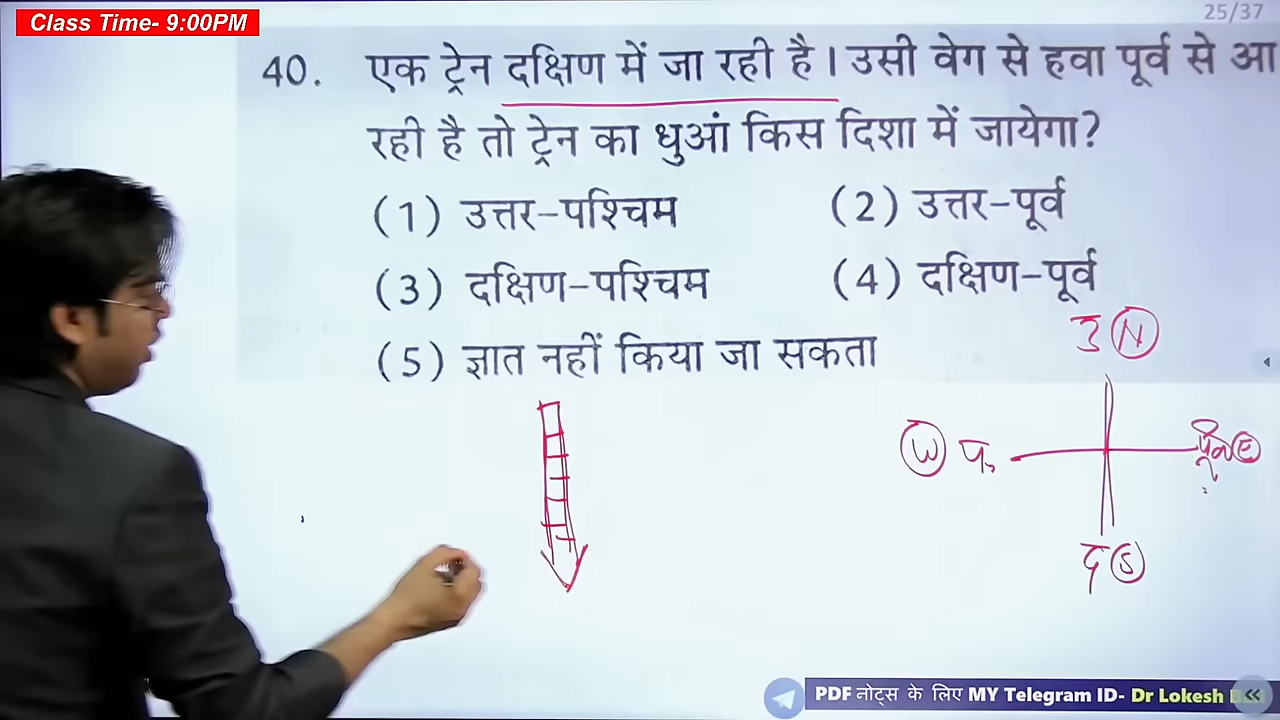 Class Time- 9:00PM
25/37
40. एक ट्रेन दक्षिण में जा रही है। उसी वेग से हवा पूर्व से आ
रही है तो ट्रेन का धुआं किस दिशा में जायेगा?
(1) उत्तर-पश्चिम (2) उत्तर-पूर्व
(3) दक्षिण-पश्चिम (4) दक्षिण-पूर्व
(5) ज्ञात नहीं किया जा सकता
उ N
W प. E
द S
PDF नोट्स के लिए MY Telegram ID- Dr Lokesh